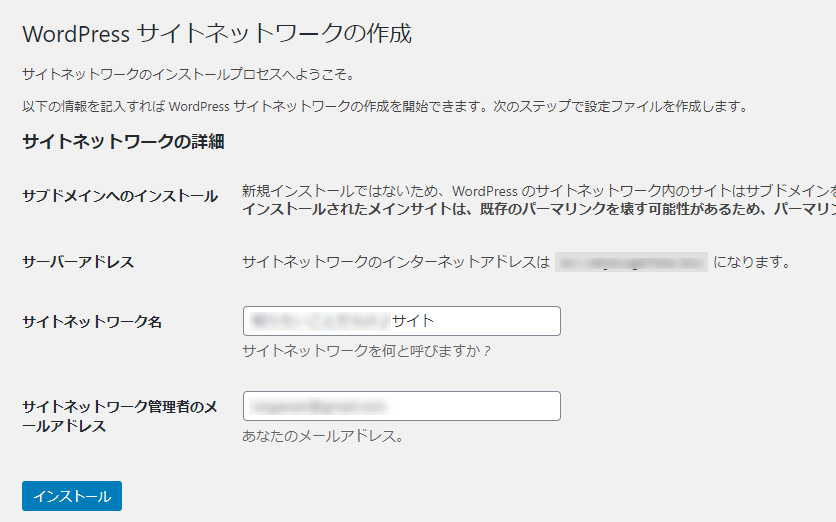 WordPress サイトネットワークの作成
サイトネットワークのインストールプロセスへようこそ。
以下の情報を記入すれば WordPress サイトネットワークの作成を開始できます。次のステップで設定ファイルを作成します。
サイトネットワークの詳細
サブドメインへのインストール
新規インストールではないため、WordPress のサイトネットワーク内のサイトはサブドメインを
インストールされたメインサイトは、既存のパーマリンクを壊す可能性があるため、パーマリン
サーバーアドレス
サイトネットワークのインターネットアドレスは になります。
サイトネットワーク名
サイト
サイトネットワークを何と呼びますか ?
サイトネットワーク管理者のメ
ールアドレス
あなたのメールアドレス。
インストール